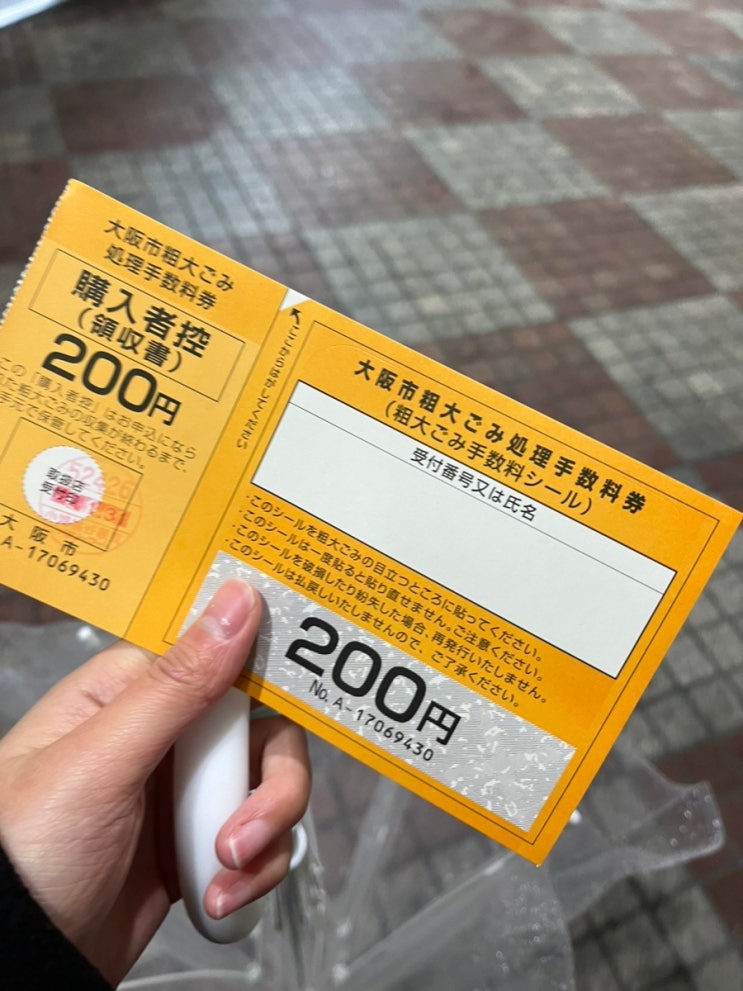 大阪市粗大ごみ
処理手数料券
購入者控
(領収書)
200円
この「購入者控」はお申込になら
れた粗大ごみの収集が終わるまで、
手元で保管してください。
取扱店
受付印
大阪市
A-17069430
ここからはがしてください
大阪市粗大ごみ処理手数料券
(粗大ごみ手数料シール)
受付番号又は氏名
・このシールを粗大ごみの目立つところに貼ってください。
・このシールは一度貼ると貼り直せません。ご注意ください。
・このシールを破損したり紛失した場合、再発行いたしません。
・このシールは払戻しいたしませんので、ご了承ください。
200円
No. A-17069430